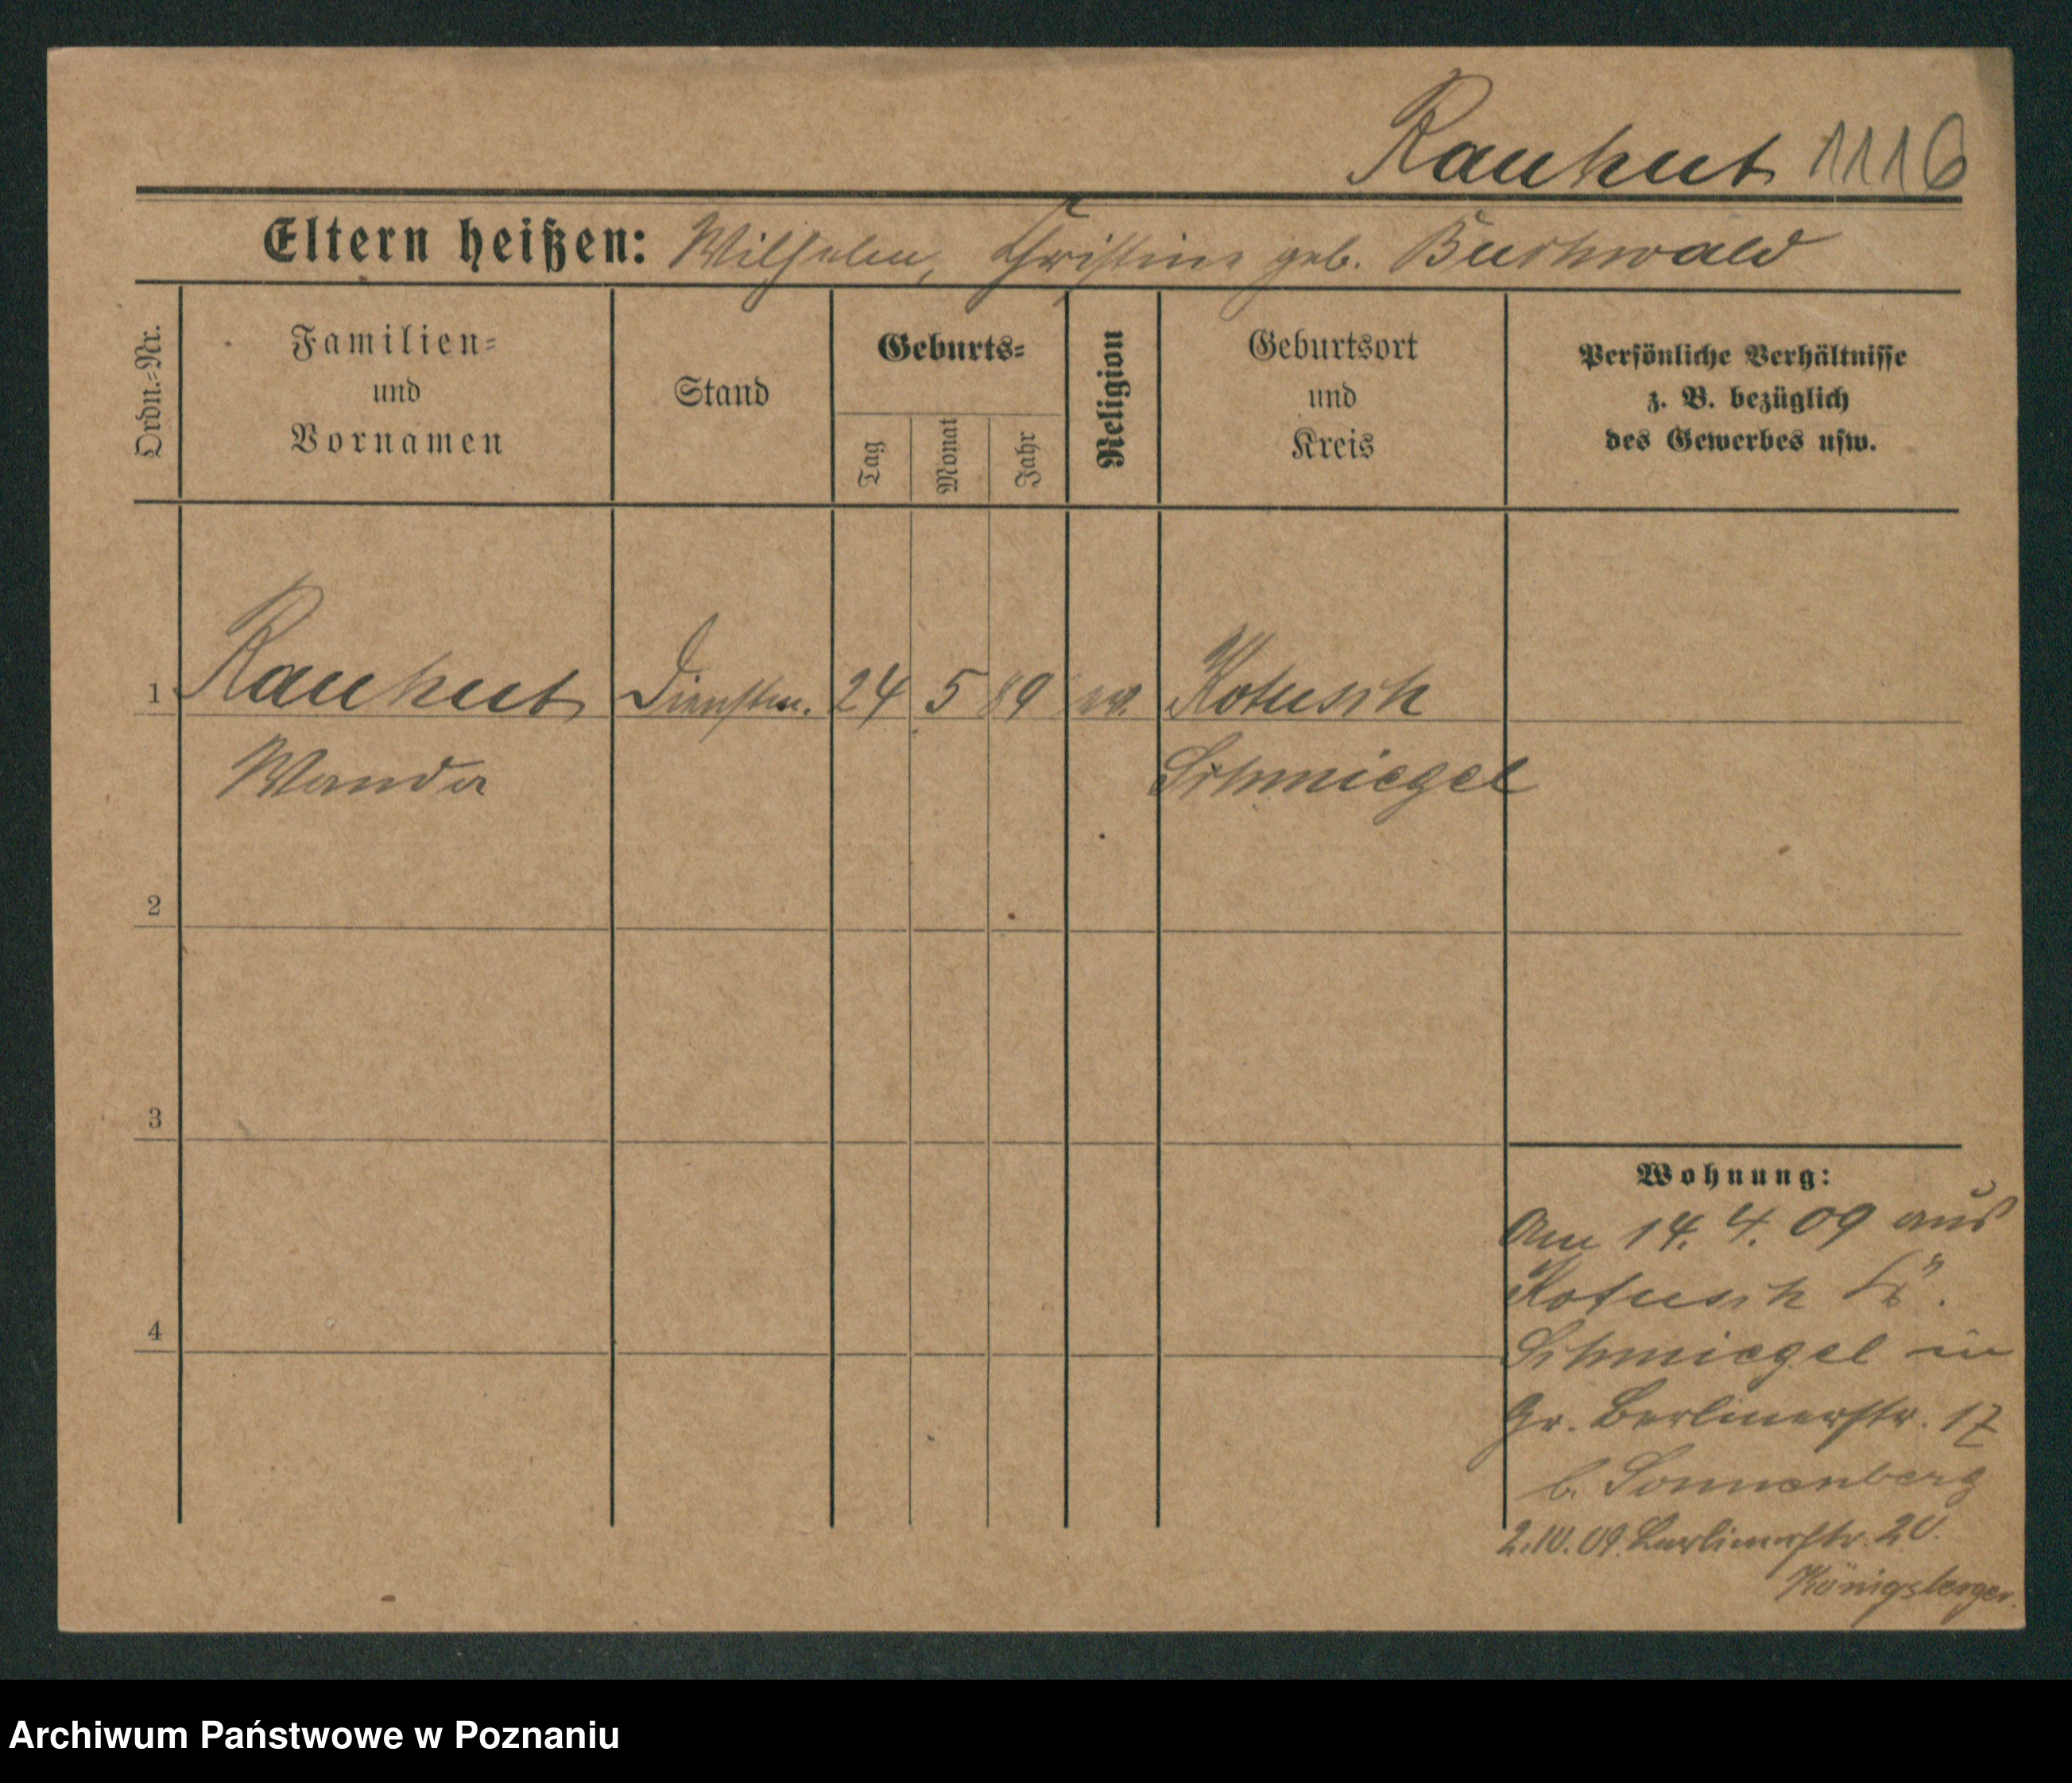 Rauhut 1116
Eltern heißen: Wilhelm, Christine geb. Buchwald
Ordn.-Nr.
Familien-
und
Vornamen
Stand
Geburts-
Tag
Monat
Jahr
Religion
Geburtsort
und
Kreis
Persönliche Verhältnisse
z. B. bezüglich
des Gewerbes usw.
1 Rauhut Dienstm. 24 5 89 ev. Kotusch
Wanda Schmiegel
2
3
4
Wohnung:
Am 14. 4. 09 aus
Kotusch
Schmiegel in
Gr. Berlinerstr. 17
b. Sonnenberg
2.10.09. Berlinerstr. 20.
Königsberger.
Archiwum Państwowe w Poznaniu